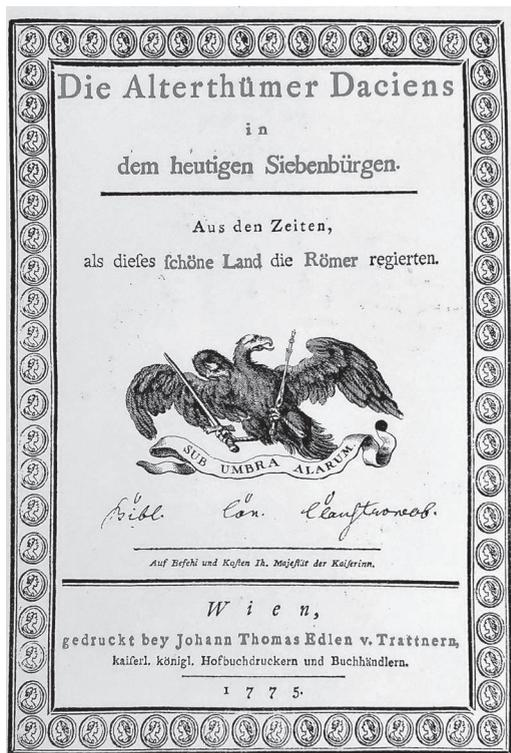 Die Alterthümer Daciens
in
dem heutigen Siebenbürgen.
Aus den Zeiten,
als dieſes ſchöne Land die Römer regierten.
SUB UMBRA ALARUM.
Bibl. Can. Clauſtroneob.
Auf Befehl und Koſten Ih. Majeſtät der Kaiſerinn.
Wien,
gedruckt bey Johann Thomas Edlen v. Trattnern,
kaiſerl. königl. Hofbuchdruckern und Buchhändlern.
1775.